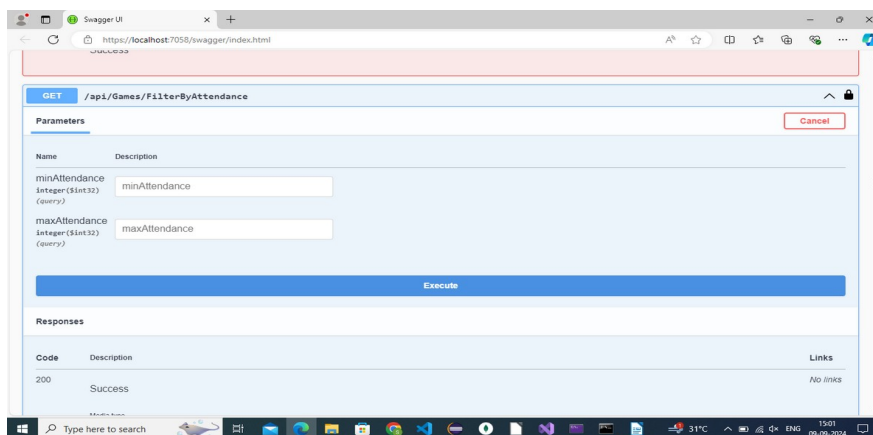 Swagger UI
https://localhost:7058/swagger/index.html
Success
GET /api/Games/FilterByAttendance
Parameters
Cancel
Name Description
minAttendance
integer($int32)
(query)
minAttendance
maxAttendance
integer($int32)
(query)
maxAttendance
Execute
Responses
Code Description Links
200 Success No links
Media type
Type here to search
31°C ENG 15:01
09-09-2024